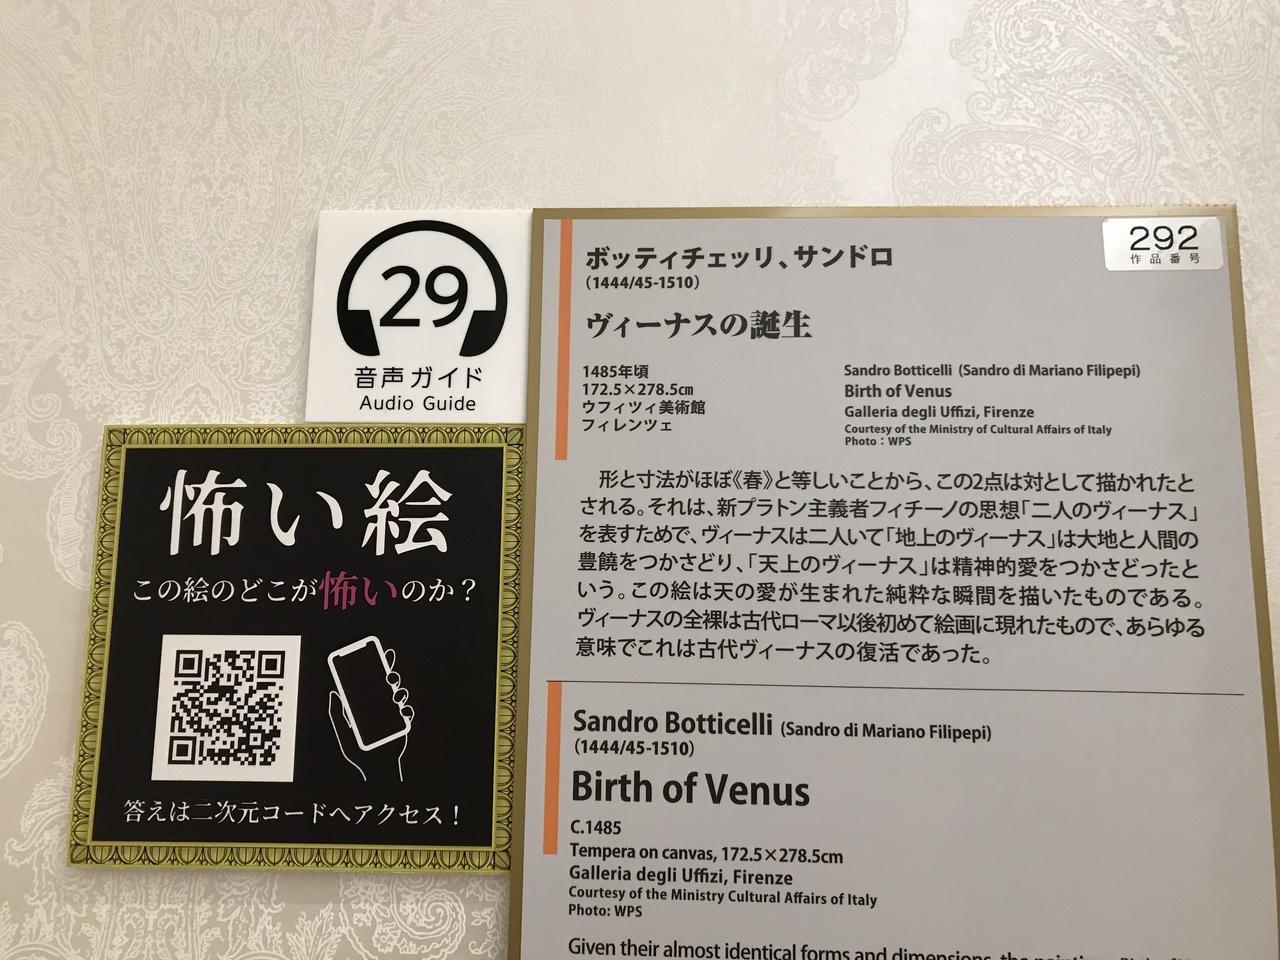 29
音声ガイド
Audio Guide
怖い絵
この絵のどこが怖いのか？
答えは二次元コードへアクセス！
292
作品番号
ボッティチェッリ、サンドロ
（1444/45-1510）
ヴィーナスの誕生
1485年頃
172.5×278.5㎝
ウフィツィ美術館
フィレンツェ
Sandro Botticelli (Sandro di Mariano Filipepi)
Birth of Venus
Galleria degli Uffizi, Firenze
Courtesy of the Ministry of Cultural Affairs of Italy
Photo：WPS
形と寸法がほぼ《春》と等しいことから、この2点は対として描かれたと
される。それは、新プラトン主義者フィチーノの思想「二人のヴィーナス」
を表すためで、ヴィーナスは二人いて「地上のヴィーナス」は大地と人間の
豊饒をつかさどり、「天上のヴィーナス」は精神的愛をつかさどったと
いう。この絵は天の愛が生まれた純粋な瞬間を描いたものである。
ヴィーナスの全裸は古代ローマ以後初めて絵画に現れたもので、あらゆる
意味でこれは古代ヴィーナスの復活であった。
Sandro Botticelli (Sandro di Mariano Filipepi)
（1444/45-1510）
Birth of Venus
C.1485
Tempera on canvas, 172.5×278.5cm
Galleria degli Uffizi, Firenze
Courtesy of the Ministry Cultural Affairs of Italy
Photo: WPS
Given their almost identical forms and dimensions, the